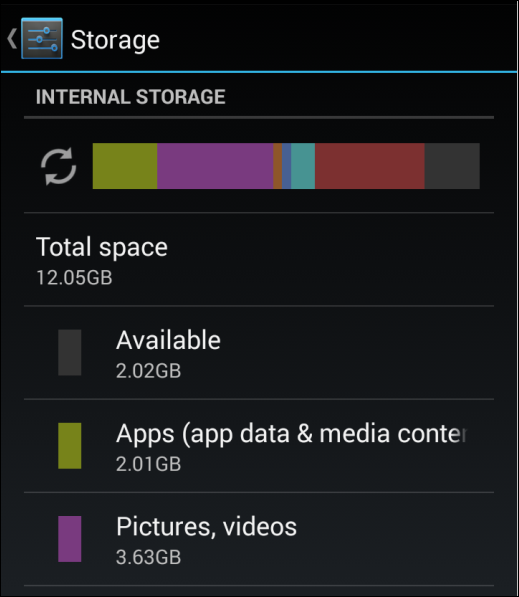 Storage
INTERNAL STORAGE
Total space
12.05GB
Available
2.02GB
Apps (app data & media
2.01GB
Pictures, videos
3.63GB